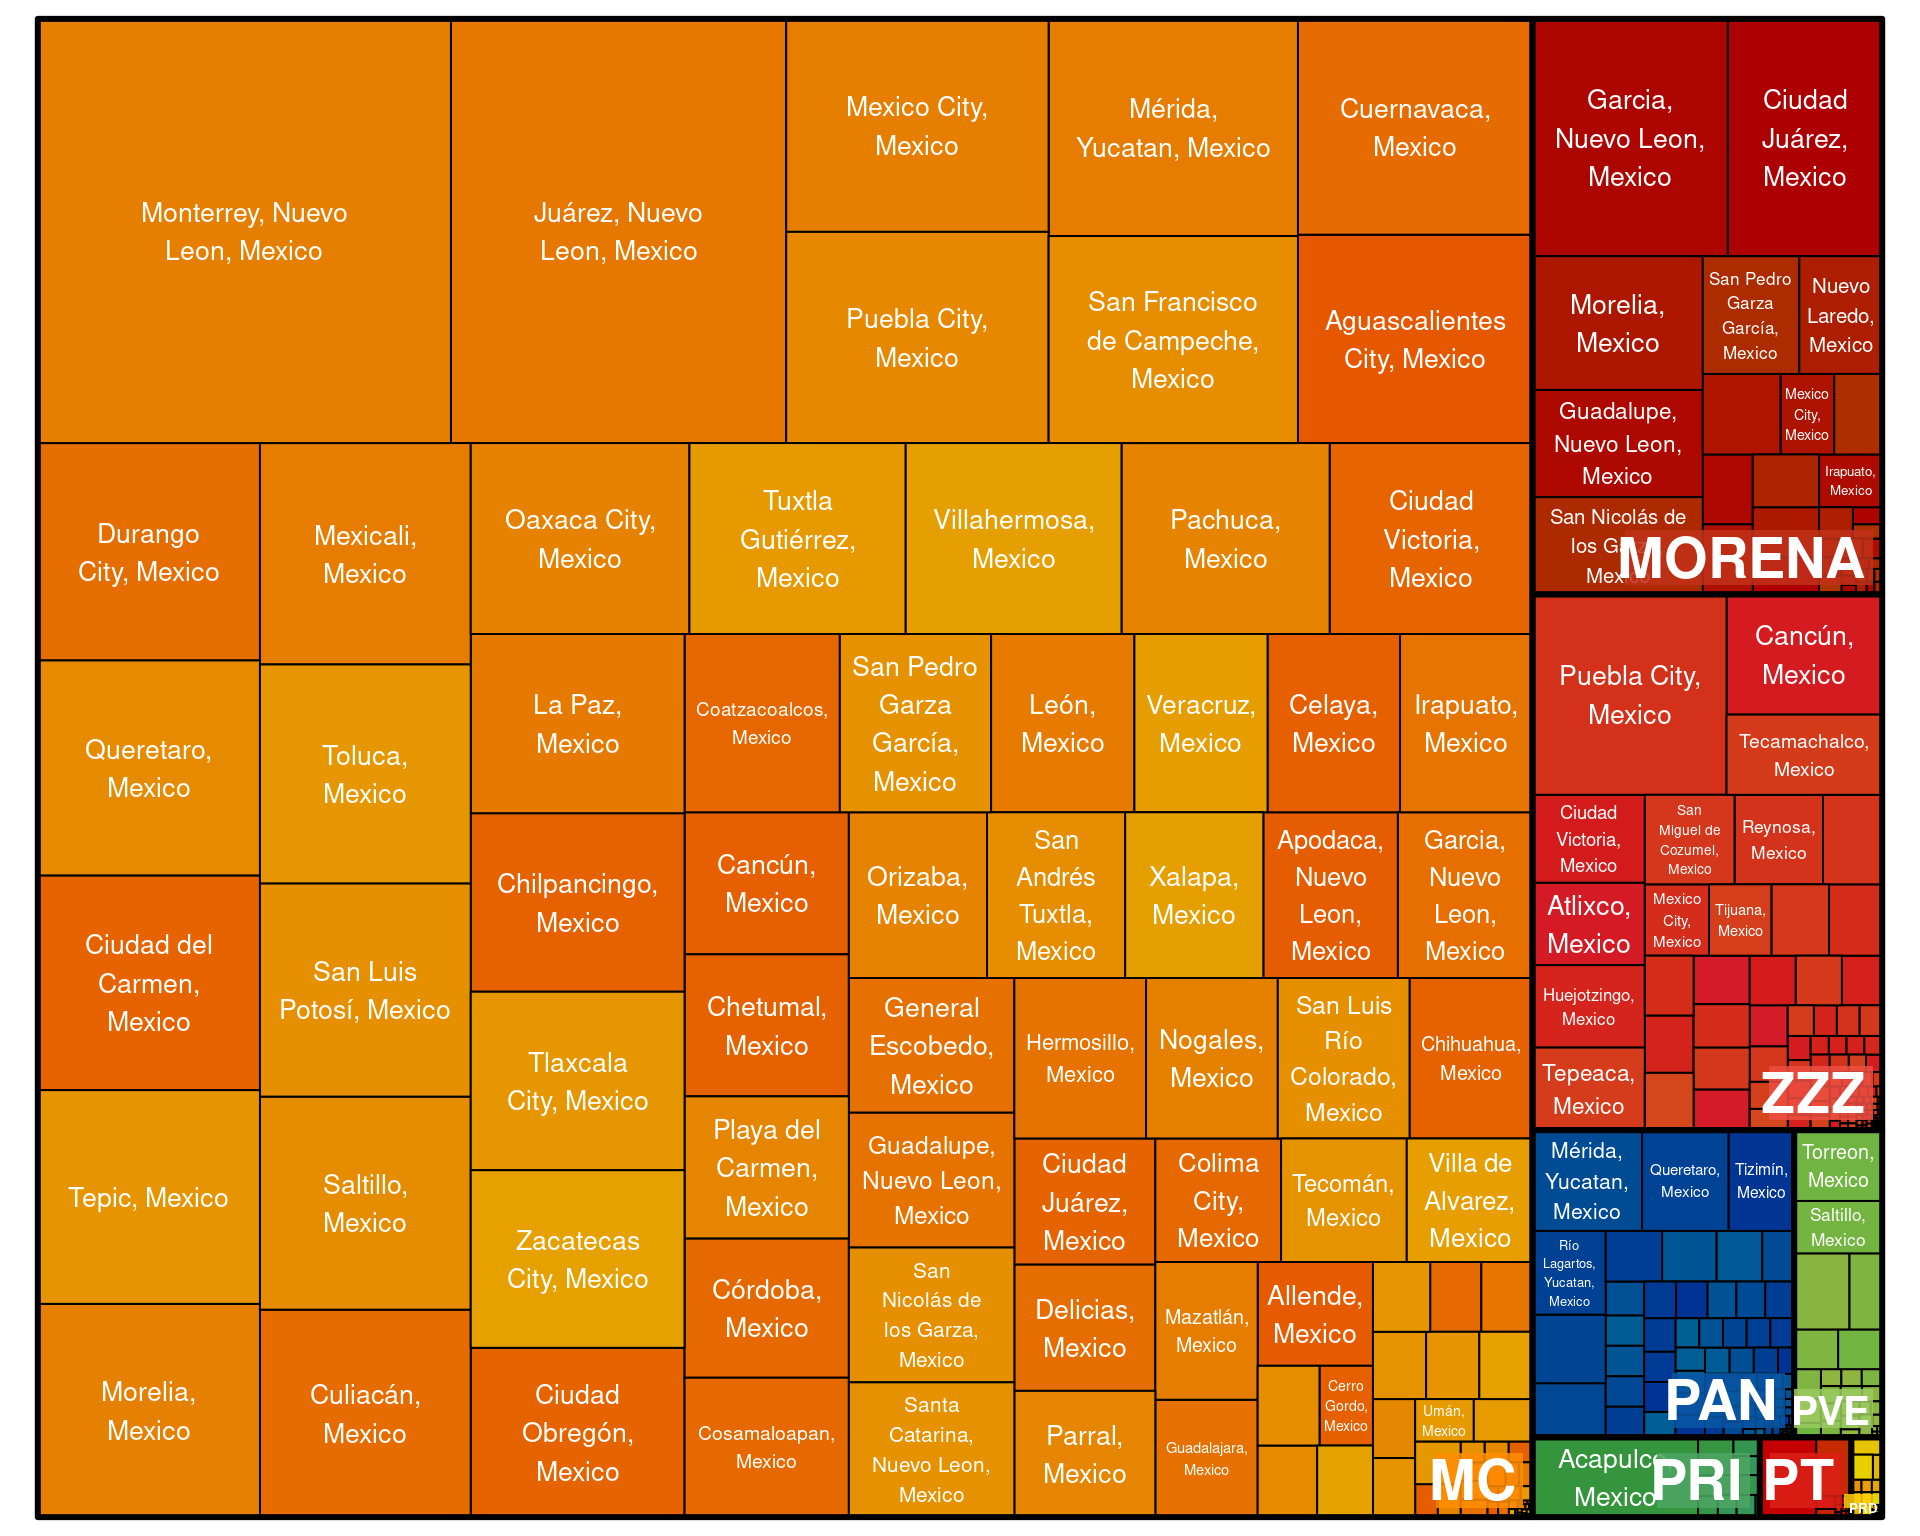 Monterrey, Nuevo
Leon, Mexico
Juárez, Nuevo
Leon, Mexico
Mexico City,
Mexico
Mérida,
Yucatan, Mexico
Cuernavaca,
Mexico
Puebla City,
Mexico
San Francisco
de Campeche,
Mexico
Aguascalientes
City, Mexico
Durango
City, Mexico
Mexicali,
Mexico
Oaxaca City,
Mexico
Tuxtla
Gutiérrez,
Mexico
Villahermosa,
Mexico
Pachuca,
Mexico
Ciudad
Victoria,
Mexico
Queretaro,
Mexico
Toluca,
Mexico
La Paz,
Mexico
Coatzacoalcos,
Mexico
San Pedro
Garza
García,
Mexico
León,
Mexico
Veracruz,
Mexico
Celaya,
Mexico
Irapuato,
Mexico
Ciudad del
Carmen,
Mexico
San Luis
Potosí, Mexico
Chilpancingo,
Mexico
Cancún,
Mexico
Orizaba,
Mexico
San
Andrés
Tuxtla,
Mexico
Xalapa,
Mexico
Apodaca,
Nuevo
Leon,
Mexico
Garcia,
Nuevo
Leon,
Mexico
Tlaxcala
City, Mexico
Chetumal,
Mexico
General
Escobedo,
Mexico
Hermosillo,
Mexico
Nogales,
Mexico
San Luis
Río
Colorado,
Mexico
Chihuahua,
Mexico
Tepic, Mexico
Saltillo,
Mexico
Zacatecas
City, Mexico
Playa del
Carmen,
Mexico
Guadalupe,
Nuevo Leon,
Mexico
Ciudad
Juárez,
Mexico
Colima
City,
Mexico
Tecomán,
Mexico
Villa de
Alvarez,
Mexico
Morelia,
Mexico
Culiacán,
Mexico
Ciudad
Obregón,
Mexico
Córdoba,
Mexico
Cosamaloapan,
Mexico
San
Nicolás de
los Garza,
Mexico
Santa
Catarina,
Nuevo Leon,
Mexico
Delicias,
Mexico
Parral,
Mexico
Mazatlán,
Mexico
Guadalajara,
Mexico
Allende,
Mexico
Cerro
Gordo,
Mexico
Umán,
Mexico
MC
Garcia,
Nuevo Leon,
Mexico
Ciudad
Juárez,
Mexico
Morelia,
Mexico
San Pedro
Garza
García,
Mexico
Nuevo
Laredo,
Mexico
Guadalupe,
Nuevo Leon,
Mexico
Mexico
City,
Mexico
Irapuato,
Mexico
San Nicolás de
los Garza,
Mexico
MORENA
Puebla City,
Mexico
Cancún,
Mexico
Tecamachalco,
Mexico
Ciudad
Victoria,
Mexico
San
Miguel de
Cozumel,
Mexico
Reynosa,
Mexico
Atlixco,
Mexico
Mexico
City,
Mexico
Tijuana,
Mexico
Huejotzingo,
Mexico
Tepeaca,
Mexico
ZZZ
Mérida,
Yucatan,
Mexico
Queretaro,
Mexico
Tizimín,
Mexico
Río
Lagartos,
Yucatan,
Mexico
PAN
Torreon,
Mexico
Saltillo,
Mexico
PVE
Acapulco,
Mexico
PRI
PT
PRD